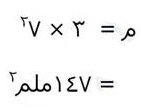 م = ٣ × ٧²
= ١٤٧ملم²